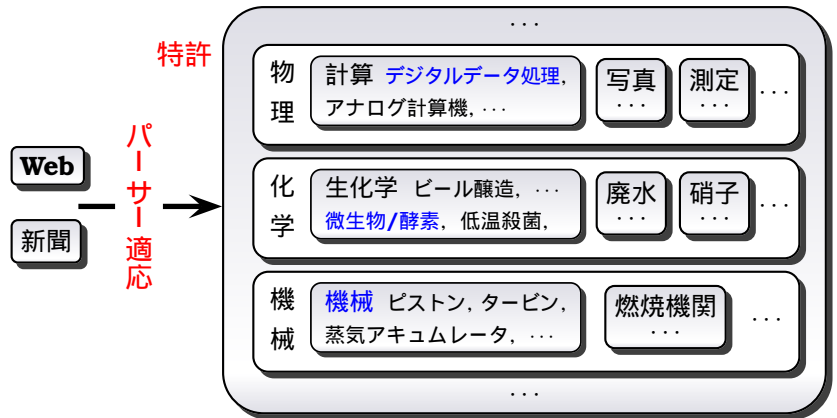 ···
特許
物理
計算 デジタルデータ処理,
アナログ計算機, ···
写真
···
測定
···
···
Web
新聞
パーサー適応
化学
生化学 ビール醸造, ···
微生物/酵素, 低温殺菌,
廃水
···
硝子
···
···
機械
機械 ピストン, タービン,
蒸気アキュムレータ, ···
燃焼機関
···
···
···